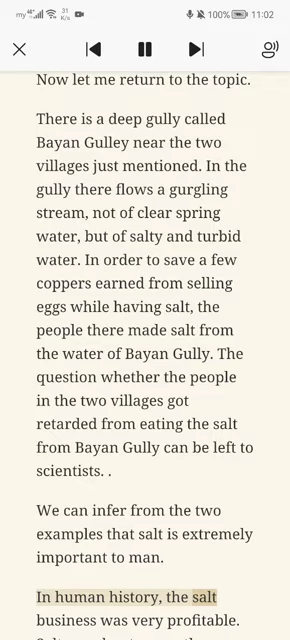 my 4G 31 K/s 100% 11:02
Now let me return to the topic.
There is a deep gully called
Bayan Gulley near the two
villages just mentioned. In the
gully there flows a gurgling
stream, not of clear spring
water, but of salty and turbid
water. In order to save a few
coppers earned from selling
eggs while having salt, the
people there made salt from
the water of Bayan Gully. The
question whether the people
in the two villages got
retarded from eating the salt
from Bayan Gully can be left to
scientists. .
We can infer from the two
examples that salt is extremely
important to man.
In human history, the salt
business was very profitable.